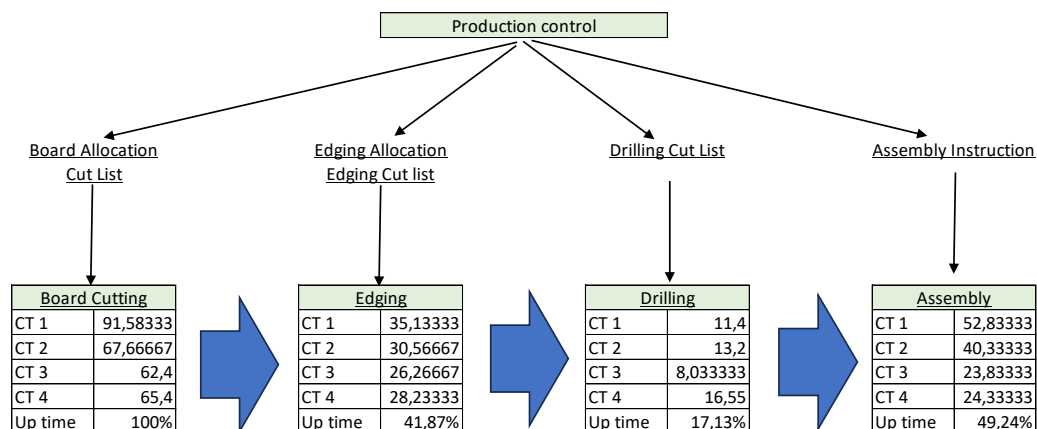 Production control
Board Allocation
Cut List
Edging Allocation
Edging Cut list
Drilling Cut List
Assembly Instruction
Board Cutting
CT 1 91,58333
CT 2 67,66667
CT 3 62,4
CT 4 65,4
Up time 100%
Edging
CT 1 35,13333
CT 2 30,56667
CT 3 26,26667
CT 4 28,23333
Up time 41,87%
Drilling
CT 1 11,4
CT 2 13,2
CT 3 8,033333
CT 4 16,55
Up time 17,13%
Assembly
CT 1 52,83333
CT 2 40,33333
CT 3 23,83333
CT 4 24,33333
Up time 49,24%